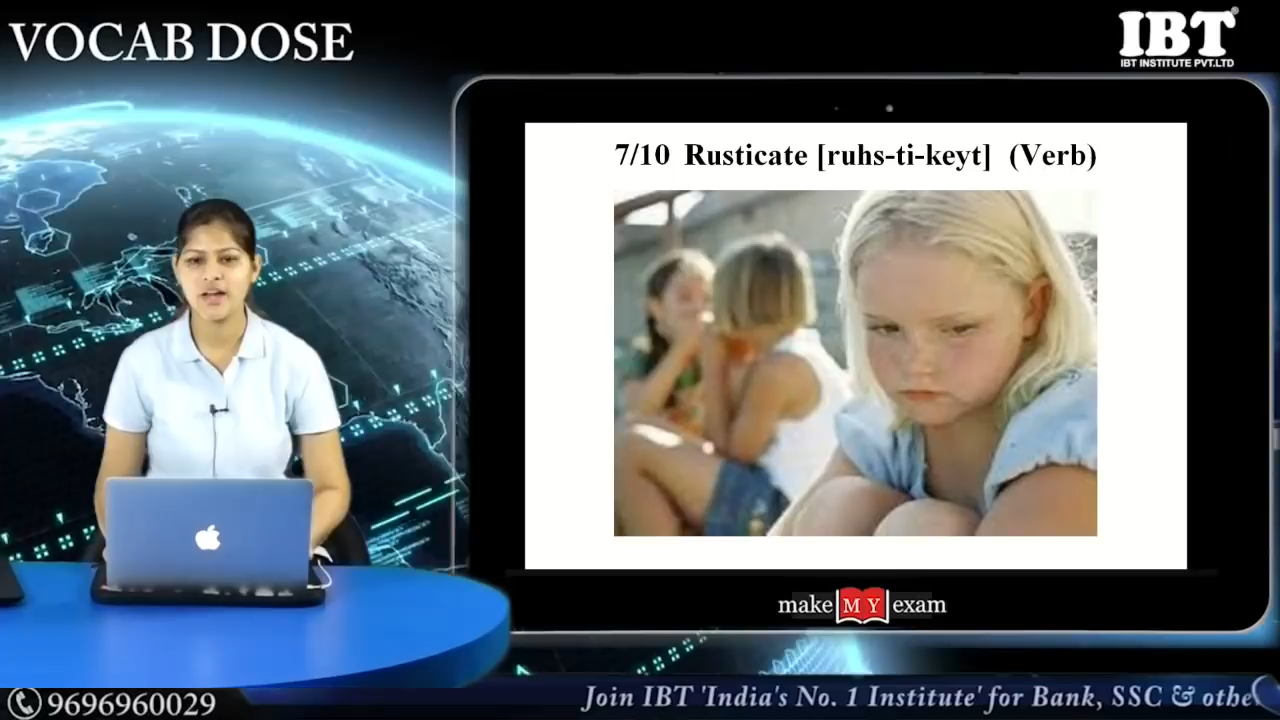 VOCAB DOSE
IBT®
IBT INSTITUTE PVT.LTD
7/10 Rusticate [ruhs-ti-keyt] (Verb)
make MY exam
9696960029
Join IBT 'India's No. 1 Institute' for Bank, SSC & othe